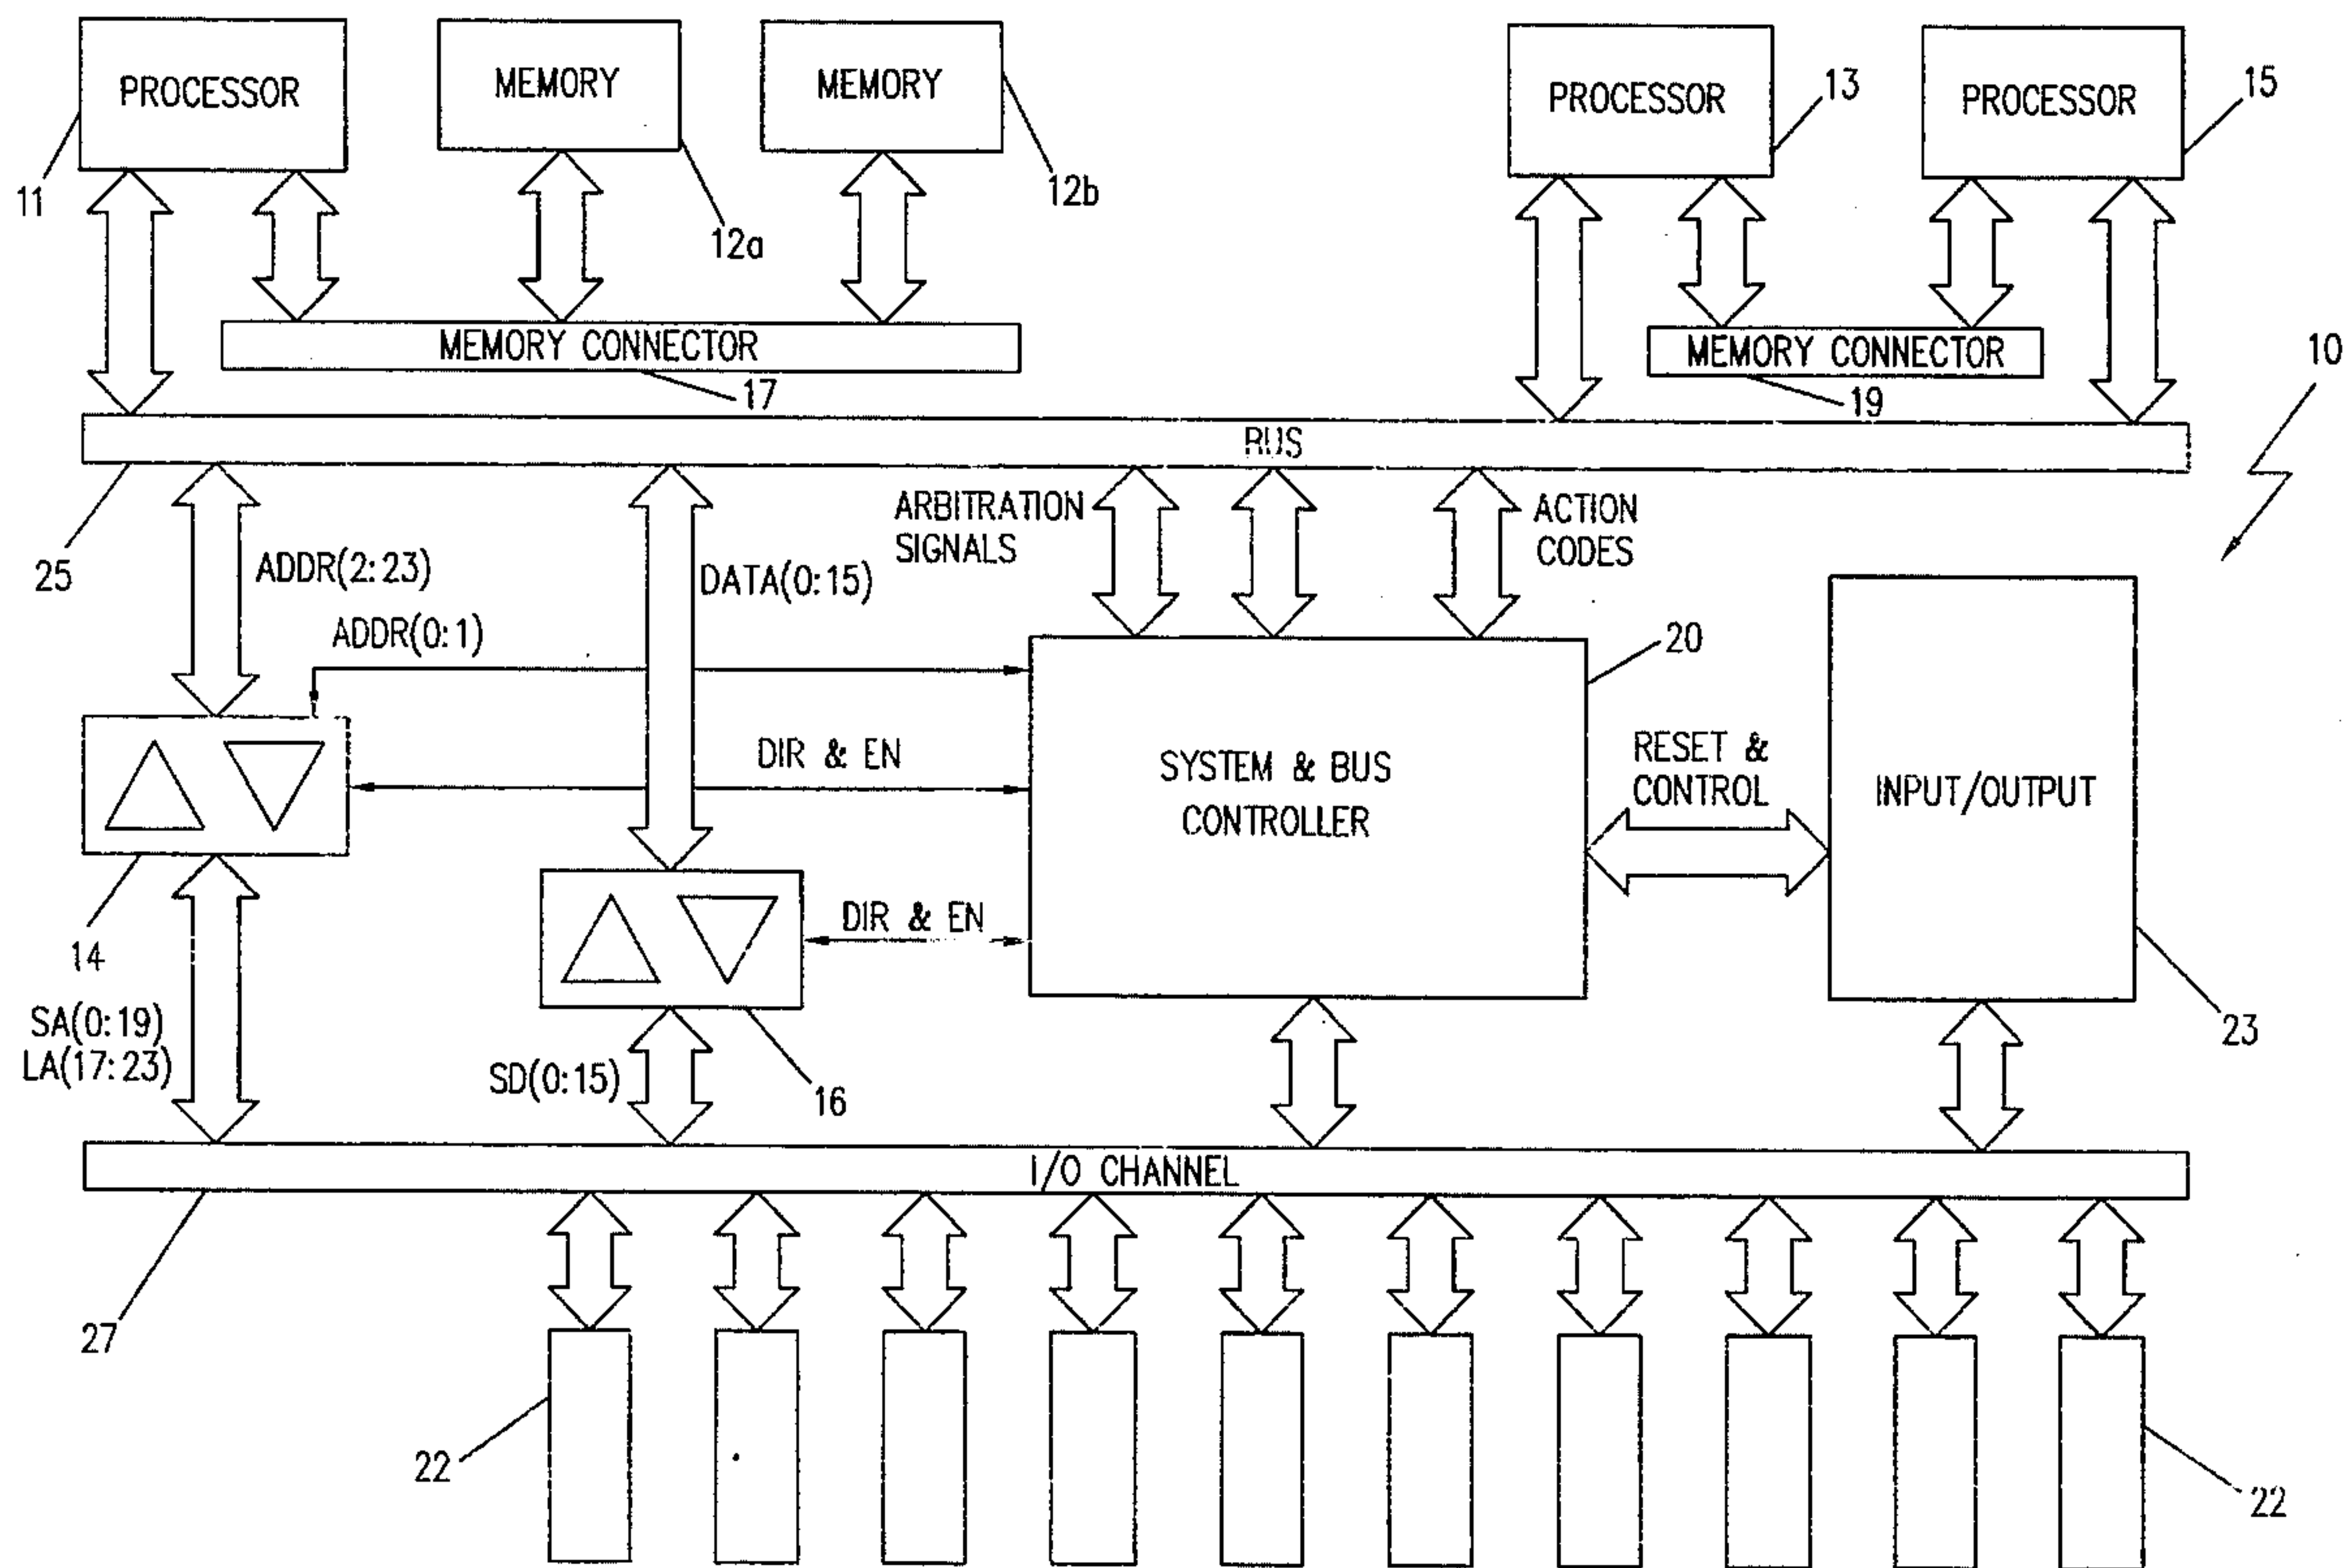 PROCESSOR
MEMORY
MEMORY
PROCESSOR
13
PROCESSOR
15
11
12a
12b
MEMORY CONNECTOR
17
MEMORY CONNECTOR
19
10
BUS
25
ADDR(2:23)
ADDR(0:1)
DATA(0:15)
ARBITRATION
SIGNALS
ACTION
CODES
20
DIR & EN
SYSTEM & BUS
CONTROLLER
RESET &
CONTROL
INPUT/OUTPUT
14
DIR & EN
SA(0:19)
LA(17:23)
SD(0:15)
16
23
I/O CHANNEL
27
22
22